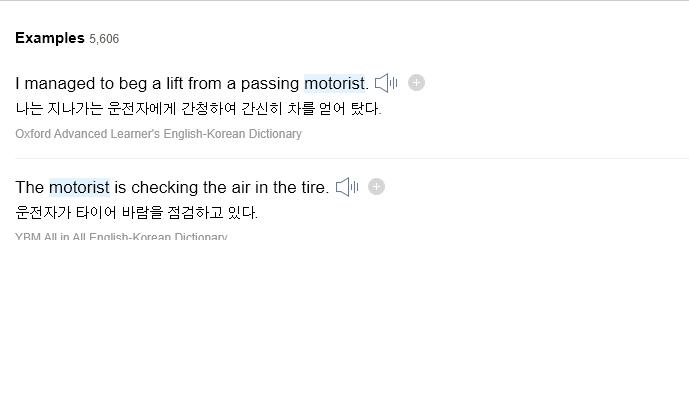 Examples 5,606
I managed to beg a lift from a passing motorist.
나는 지나가는 운전자에게 간청하여 간신히 차를 얻어 탔다.
Oxford Advanced Learner's English-Korean Dictionary
The motorist is checking the air in the tire.
운전자가 타이어 바람을 점검하고 있다.
YBM All in All English-Korean Dictionary